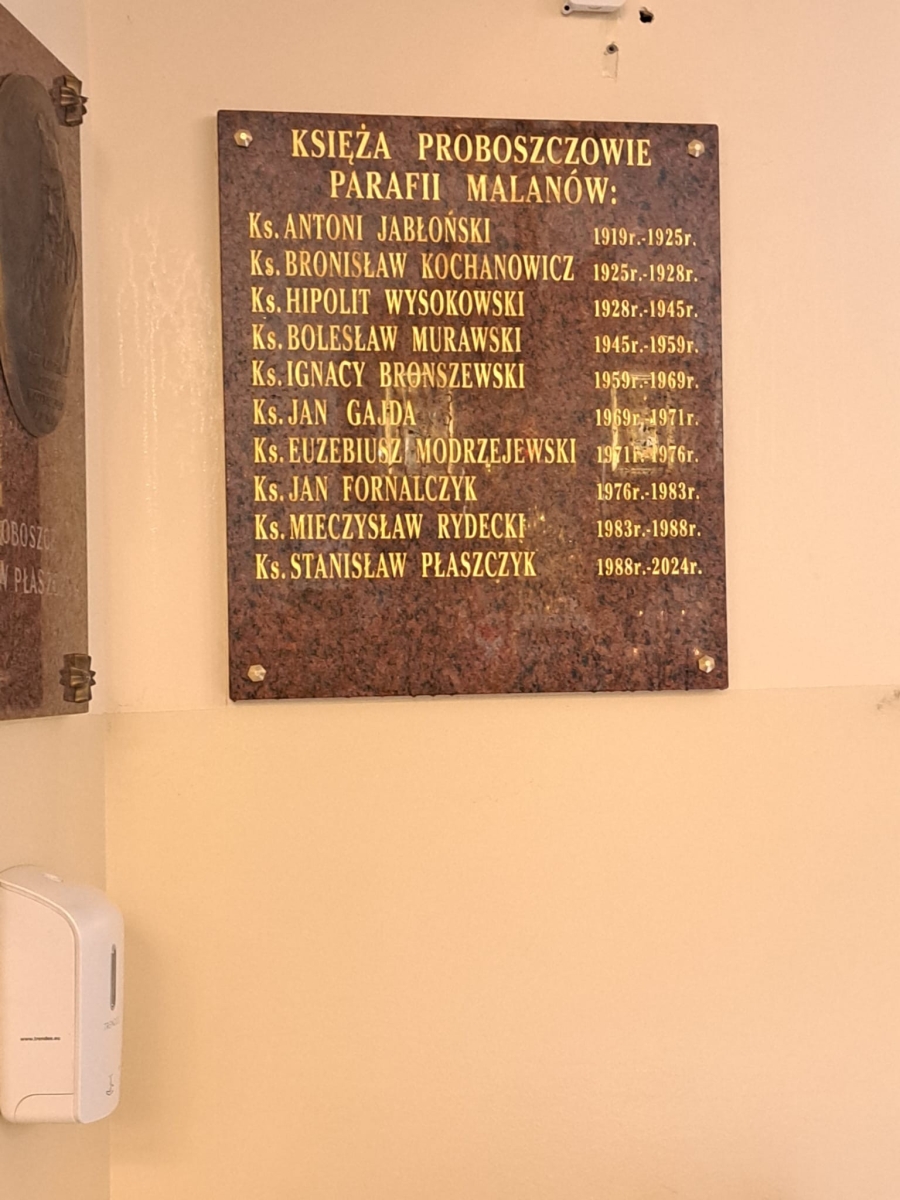 KSIĘŻA PROBOSZCZOWIE
PARAFII MALANÓW:
Ks. ANTONI JABŁOŃSKI 1919r.-1925r.
Ks. BRONISŁAW KOCHANOWICZ 1925r.-1928r.
Ks. HIPOLIT WYSOKOWSKI 1928r.-1945r.
Ks. BOLESŁAW MURAWSKI 1945r.-1959r.
Ks. IGNACY BRONSZEWSKI 1959r.-1969r.
Ks. JAN GAJDA 1969r.-1971r.
Ks. EUZEBIUSZ MODRZEJEWSKI 1971r.-1976r.
Ks. JAN FORNALCZYK 1976r.-1983r.
Ks. MIECZYSŁAW RYDECKI 1983r.-1988r.
Ks. STANISŁAW PŁASZCZYK 1988r.-2024r.